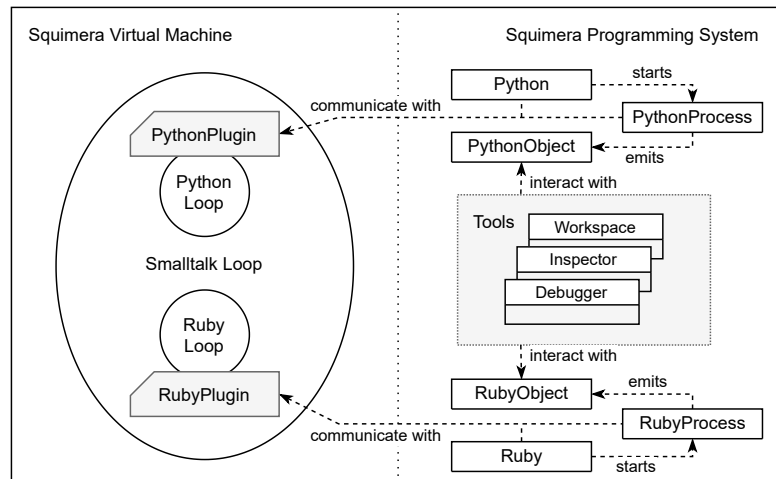 Squimera Virtual Machine
Squimera Programming System
Python
starts
communicate with
PythonProcess
PythonPlugin
PythonObject
emits
Python
Loop
interact with
Tools
Workspace
Inspector
Debugger
Smalltalk Loop
Ruby
Loop
interact with
RubyPlugin
RubyObject
emits
RubyProcess
communicate with
Ruby
starts